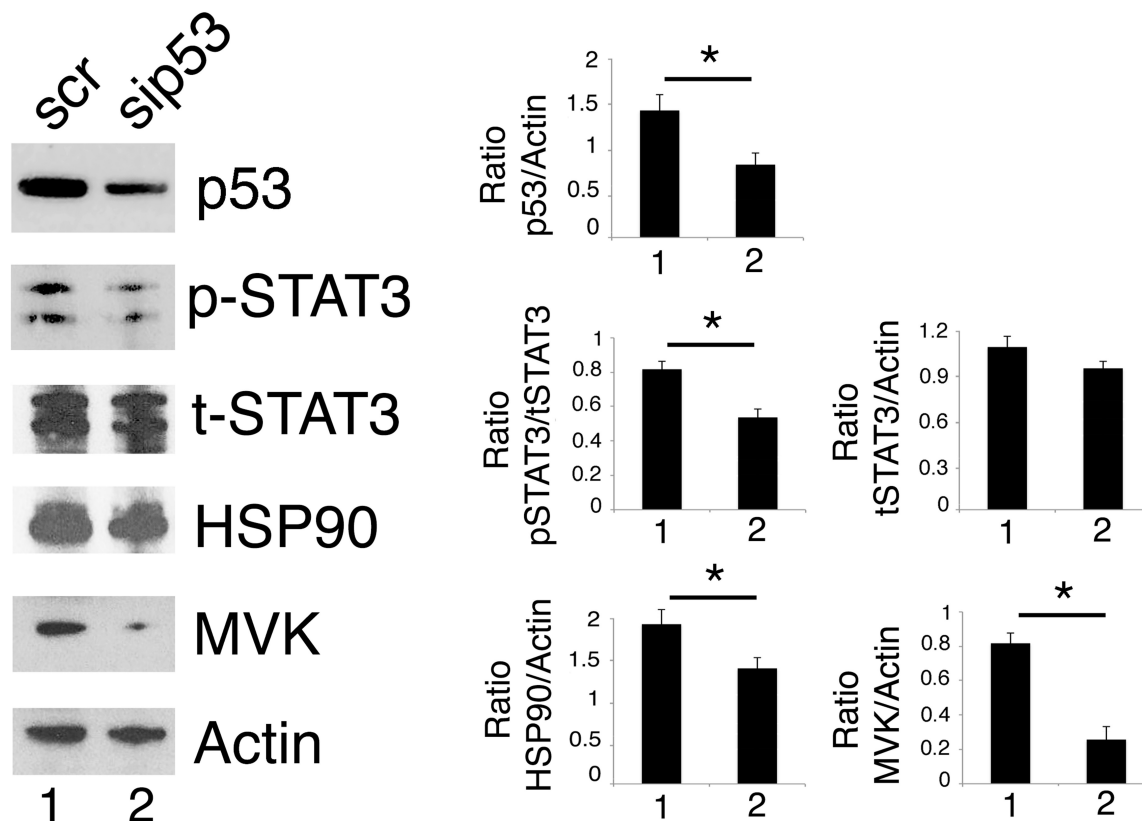 scr sip53
p53
p-STAT3
t-STAT3
HSP90
MVK
Actin
1 2
Ratio
p53/Actin
2
1.5
1
0.5
0
*
1 2
Ratio
pSTAT3/tSTAT3
1
0.8
0.6
0.4
0.2
0
*
1 2
Ratio
tSTAT3/Actin
1.2
0.9
0.6
0.3
0
1 2
Ratio
HSP90/Actin
2
1.5
1
0.5
0
*
1 2
Ratio
MVK/Actin
1
0.8
0.6
0.4
0.2
0
*
1 2